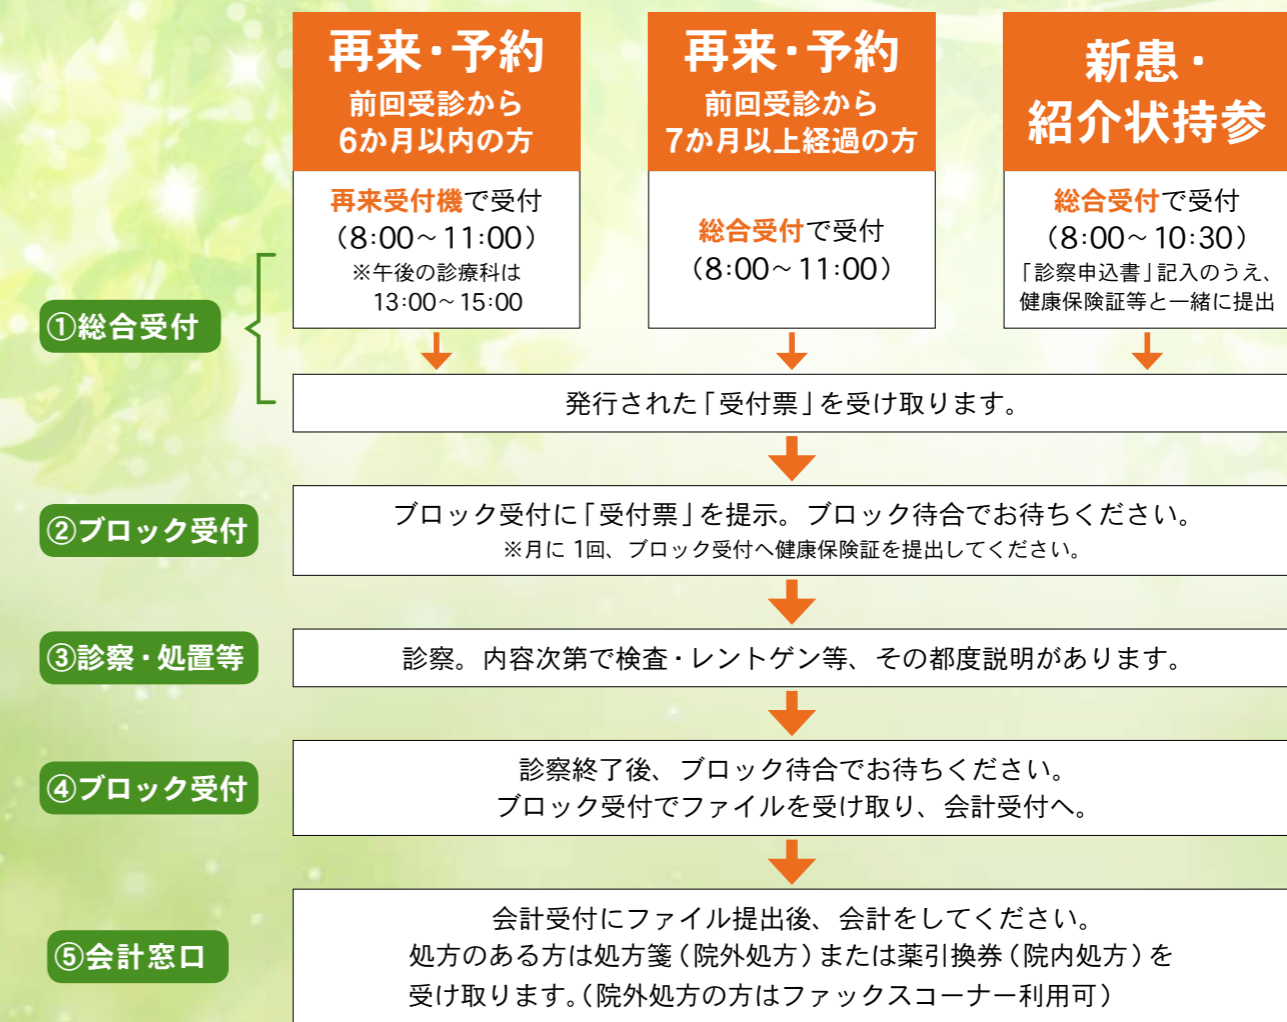 再来・予約
前回受診から
6か月以内の方
再来受付機で受付
（8:00～11:00）
※午後の診療科は
13:00～15:00
再来・予約
前回受診から
7か月以上経過の方
総合受付で受付
（8:00～11:00）
新患・
紹介状持参
総合受付で受付
（8:00～10:30）
「診察申込書」記入のうえ、
健康保険証等と一緒に提出
①総合受付
発行された「受付票」を受け取ります。
②ブロック受付
ブロック受付に「受付票」を提示。ブロック待合でお待ちください。
※月に1回、ブロック受付へ健康保険証を提出してください。
③診察・処置等
診察。内容次第で検査・レントゲン等、その都度説明があります。
④ブロック受付
診察終了後、ブロック待合でお待ちください。
ブロック受付でファイルを受け取り、会計受付へ。
⑤会計窓口
会計受付にファイル提出後、会計をしてください。
処方のある方は処方箋（院外処方）または薬引換券（院内処方）を
受け取ります。（院外処方の方はファックスコーナー利用可）